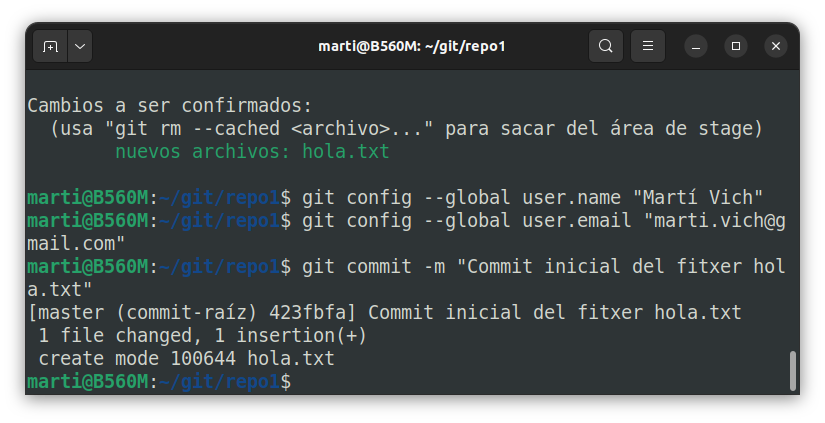 marti@B560M: ~/git/repo1
Cambios a ser confirmados:
  (usa "git rm --cached <archivo>..." para sacar del área de stage)
        nuevos archivos: hola.txt
marti@B560M:~/git/repo1$ git config --global user.name "Martí Vich"
marti@B560M:~/git/repo1$ git config --global user.email "marti.vich@g
mail.com"
marti@B560M:~/git/repo1$ git commit -m "Commit inicial del fitxer hol
a.txt"
[master (commit-raíz) 423fbfa] Commit inicial del fitxer hola.txt
 1 file changed, 1 insertion(+)
 create mode 100644 hola.txt
marti@B560M:~/git/repo1$